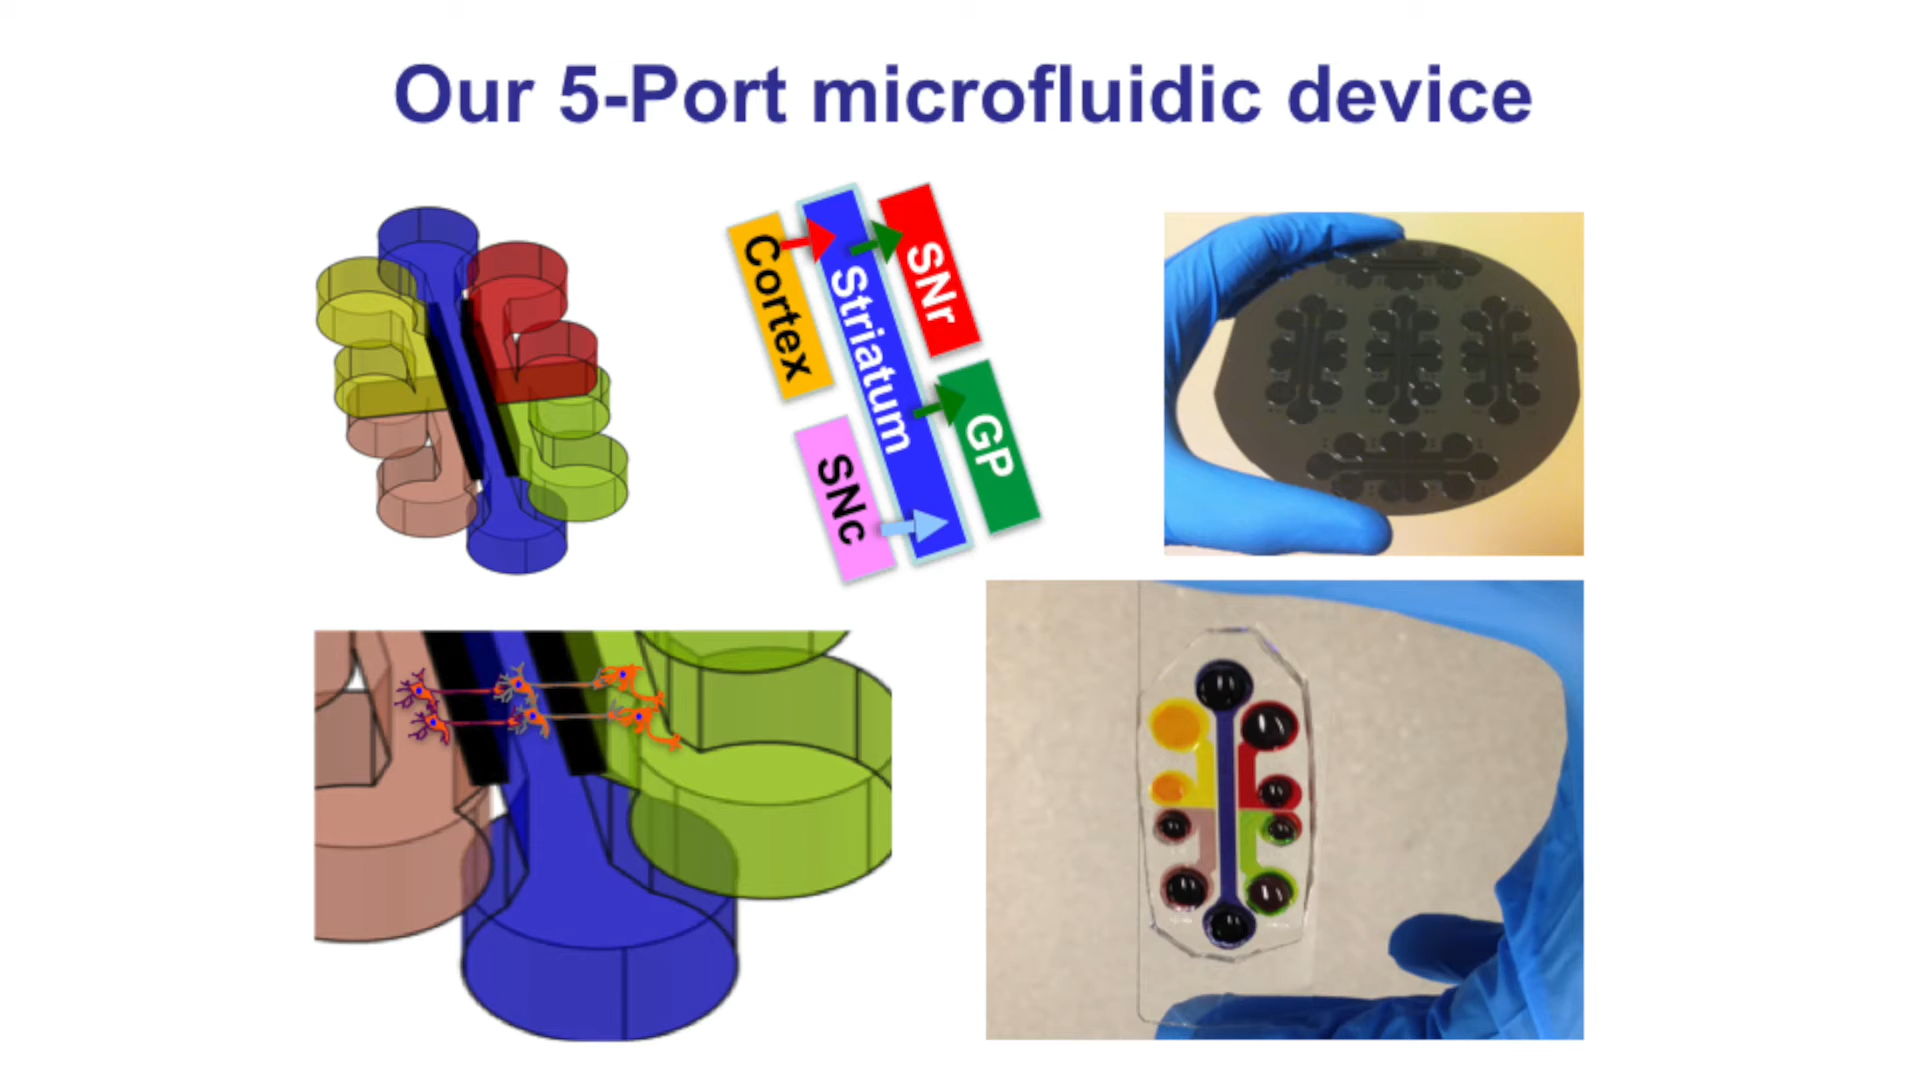 Our 5-Port microfluidic device
Cortex
Striatum
SNr
SNc
GP